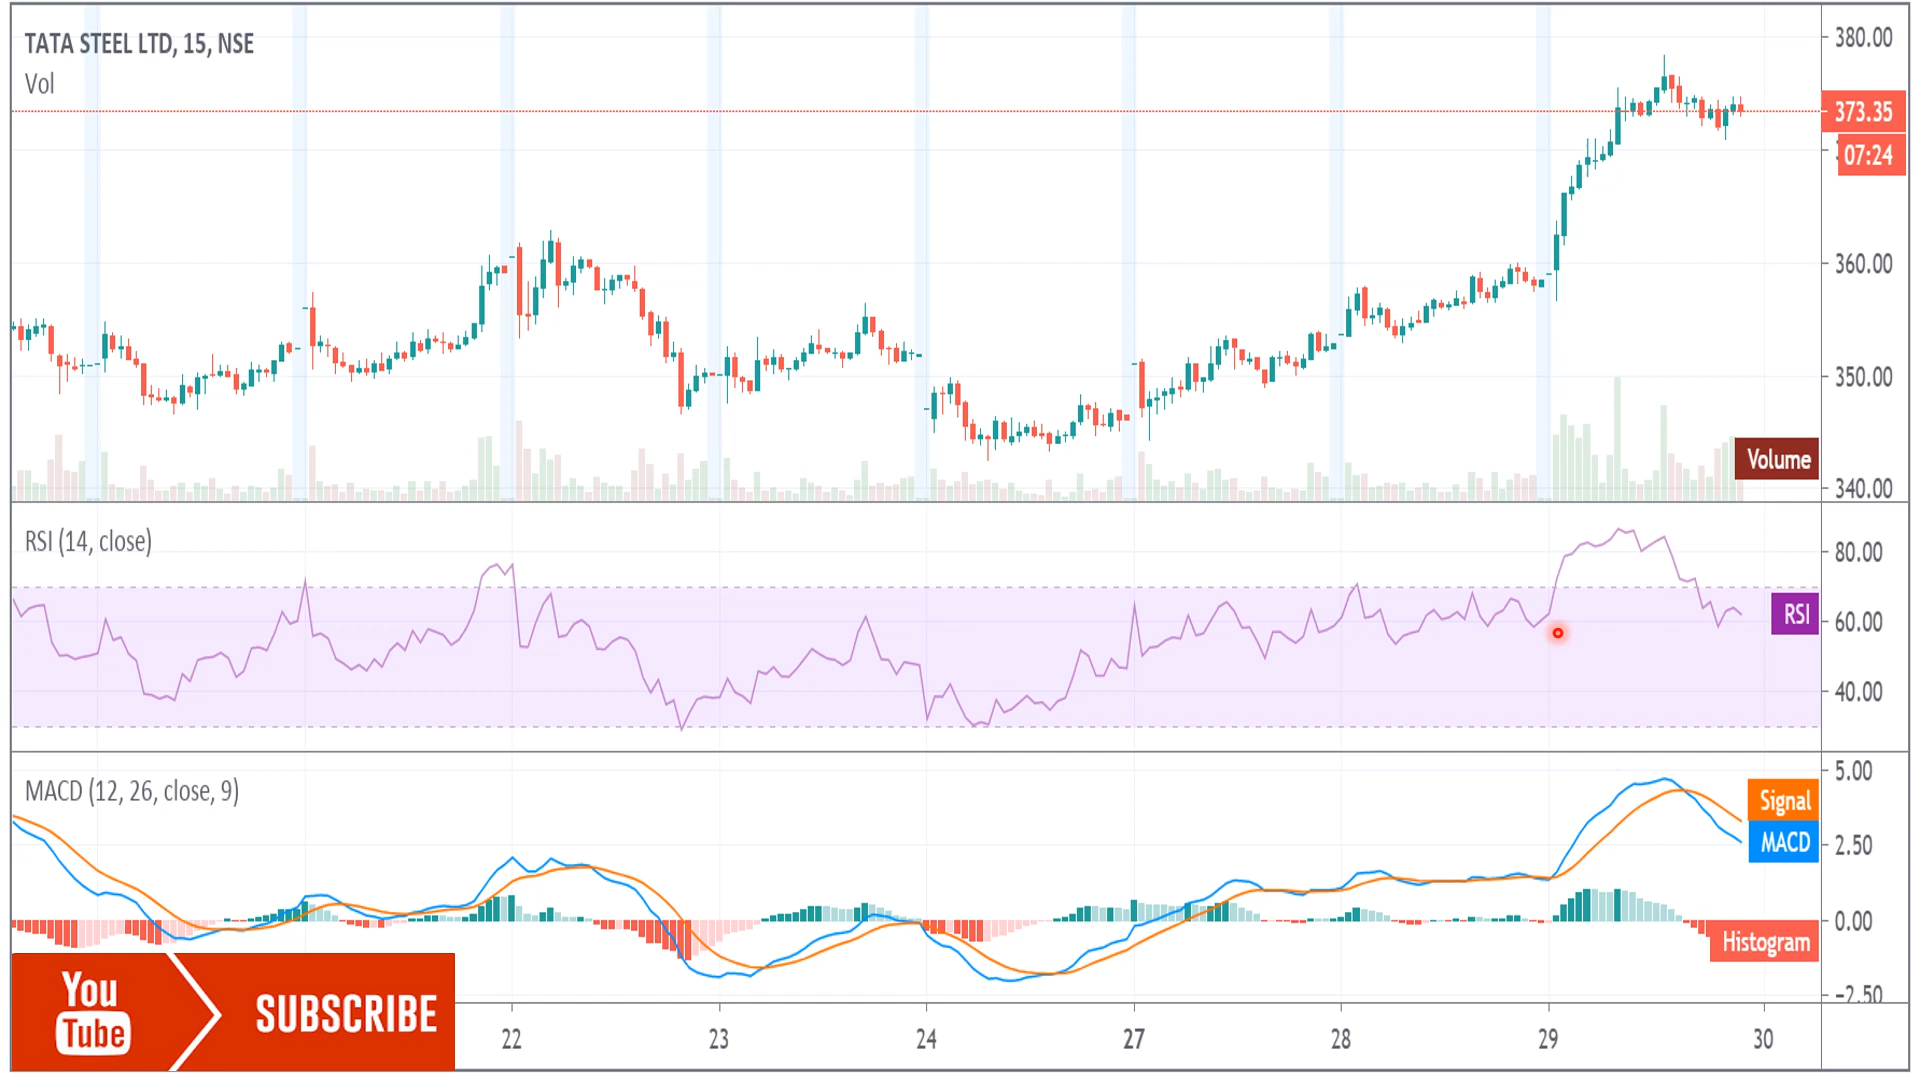 TATA STEEL LTD, 15, NSE
Vol
380.00
373.35
07:24
360.00
350.00
Volume
340.00
RSI (14, close)
80.00
RSI
60.00
40.00
MACD (12, 26, close, 9)
5.00
Signal
MACD
2.50
0.00
Histogram
-2.50
You
Tube
SUBSCRIBE
22
23
24
27
28
29
30